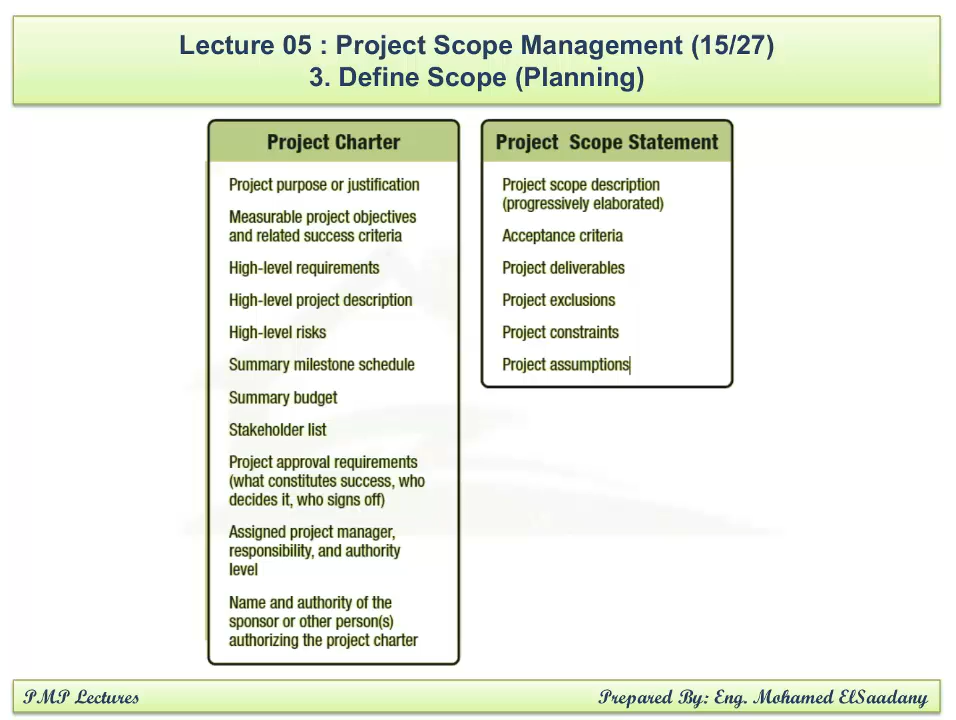 Lecture 05 : Project Scope Management (15/27)
3. Define Scope (Planning)
Project Charter
Project purpose or justification
Measurable project objectives
and related success criteria
High-level requirements
High-level project description
High-level risks
Summary milestone schedule
Summary budget
Stakeholder list
Project approval requirements
(what constitutes success, who
decides it, who signs off)
Assigned project manager,
responsibility, and authority
level
Name and authority of the
sponsor or other person(s)
authorizing the project charter
Project Scope Statement
Project scope description
(progressively elaborated)
Acceptance criteria
Project deliverables
Project exclusions
Project constraints
Project assumptions
PMP Lectures
Prepared By: Eng. Mohamed ElSaadany